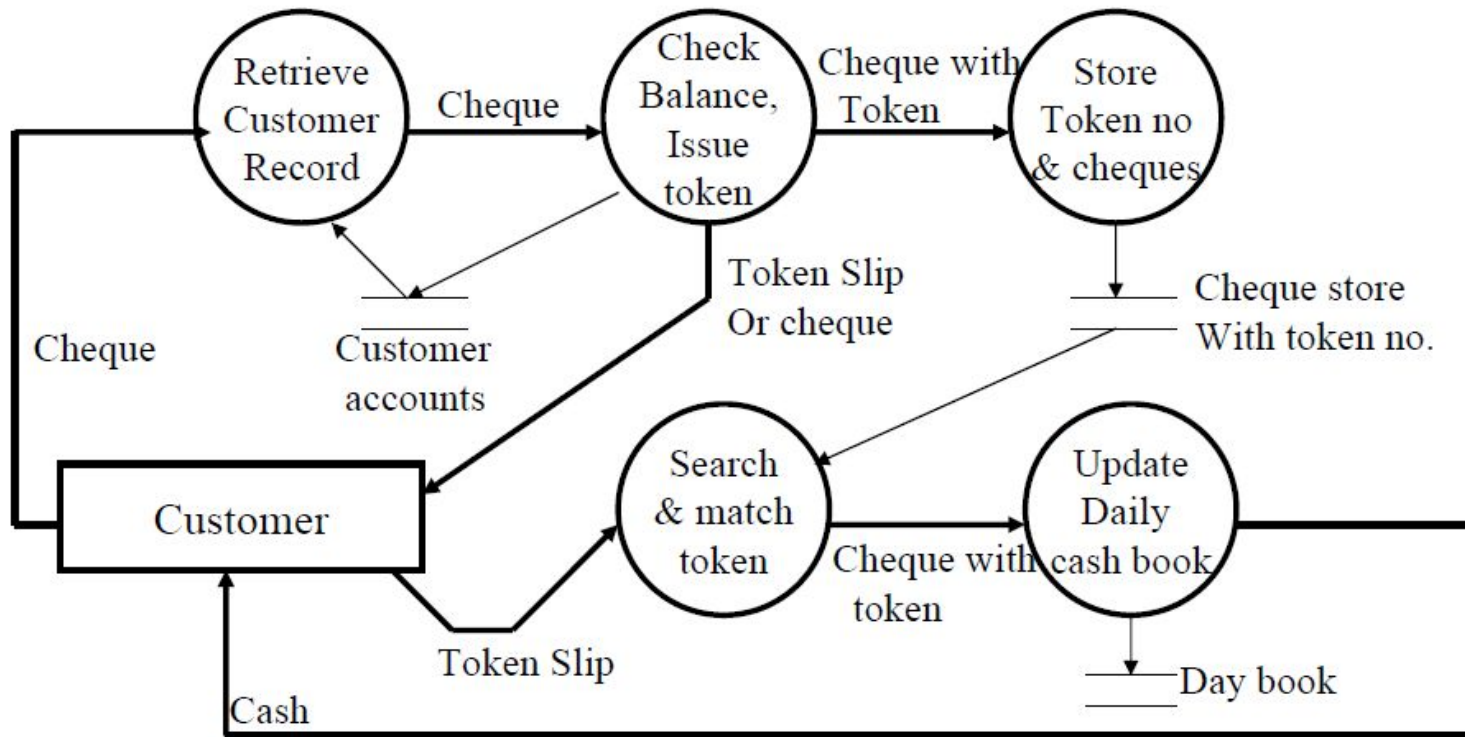 Retrieve
Customer
Record
Cheque
Check
Balance,
Issue
token
Cheque with
Token
Store
Token no
& cheques
Token Slip
Or cheque
Cheque store
With token no.
Customer
accounts
Cheque
Customer
Search
& match
token
Cheque with
token
Update
Daily
cash book
Token Slip
Day book
Cash